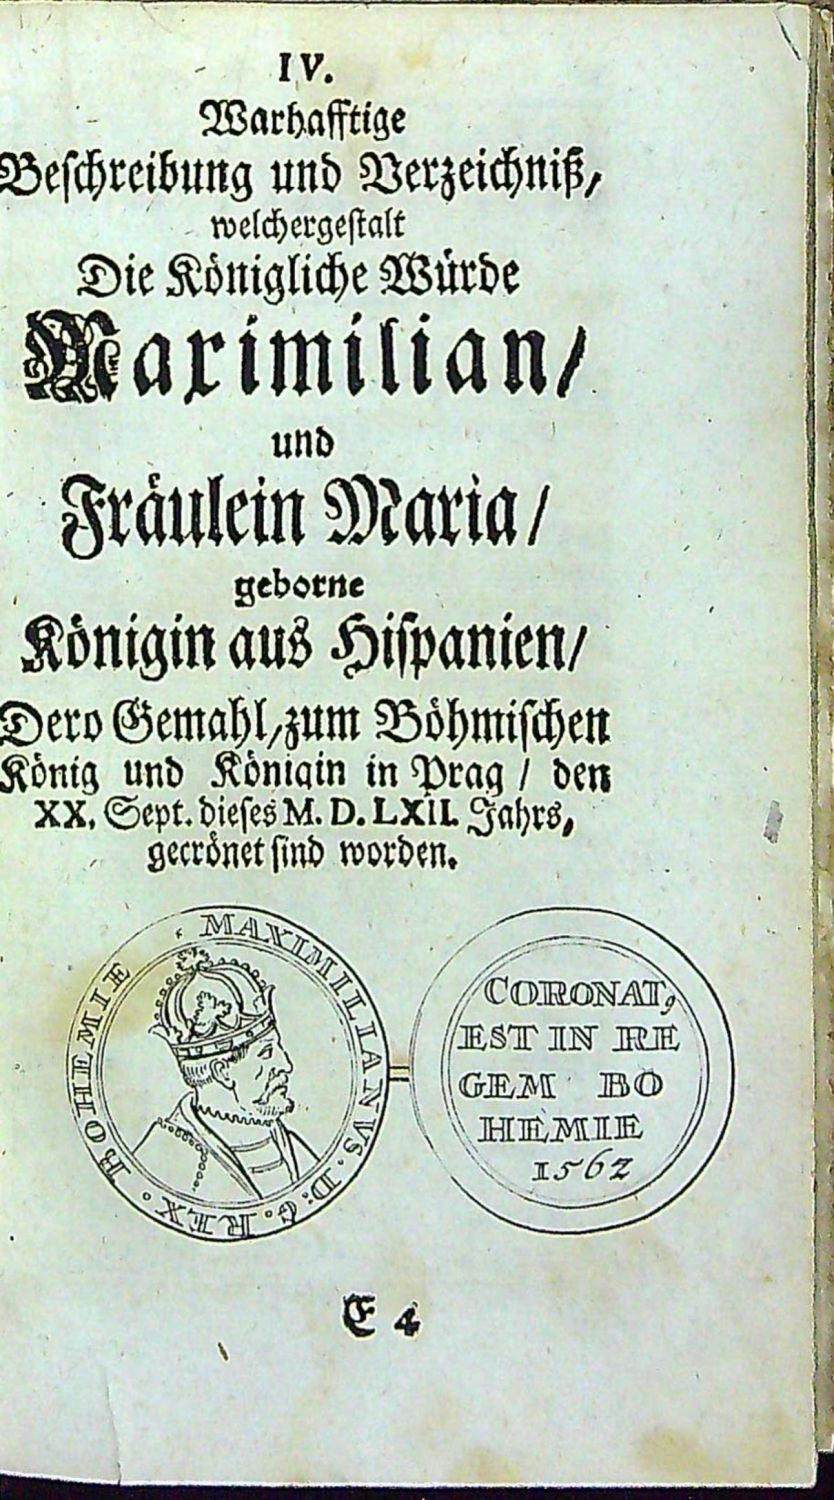 IV.
Warhafftige
Beſchreibung und Verzeichniß,
welchergeſtalt
Die Königliche Würde
Maximilian/
und
Fräulein Maria/
geborne
Königin aus Hiſpanien/
Dero Gemahl/zum Böhmiſchen
König und Königin in Prag / den
XX. Sept. dieſes M. D. LXII. Jahrs,
gecrönet ſind worden.
MAXIMILIANVS. D: G. REX. BOHEMIE
CORONAT,
EST IN RE
GEM BO
HEMIE
1562
E 4